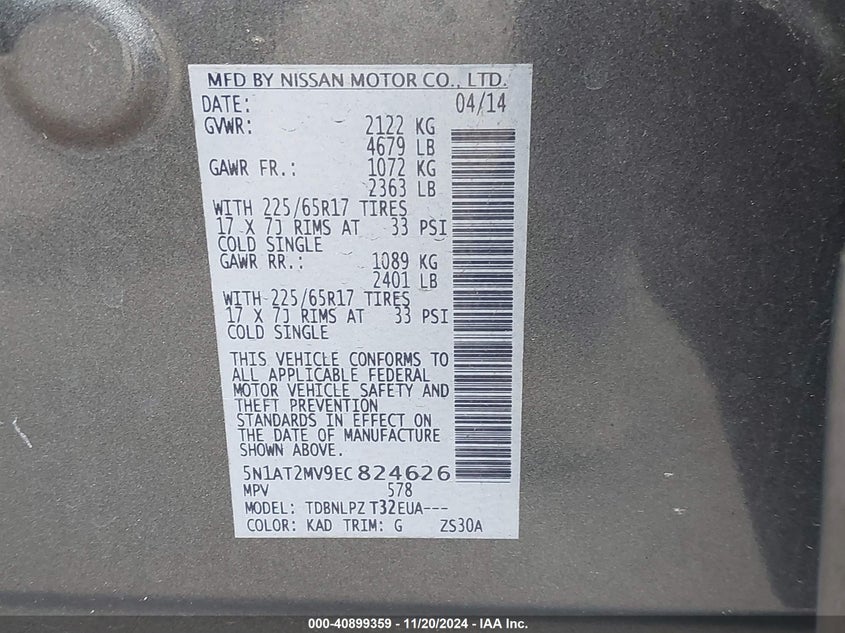 MFD BY NISSAN MOTOR CO., LTD.
DATE: 04/14
GVWR: 2122 KG
4679 LB
GAWR FR.: 1072 KG
2363 LB
WITH 225/65R17 TIRES
17 X 7J RIMS AT 33 PSI
COLD SINGLE
GAWR RR.: 1089 KG
2401 LB
WITH 225/65R17 TIRES
17 X 7J RIMS AT 33 PSI
COLD SINGLE
THIS VEHICLE CONFORMS TO
ALL APPLICABLE FEDERAL
MOTOR VEHICLE SAFETY AND
THEFT PREVENTION
STANDARDS IN EFFECT ON
THE DATE OF MANUFACTURE
SHOWN ABOVE.
5N1AT2MV9EC824626
MPV 578
MODEL: TDBNLPZ T32EUA---
COLOR: KAD TRIM: G ZS30A
000-40899359 - 11/20/2024 - IAA Inc.